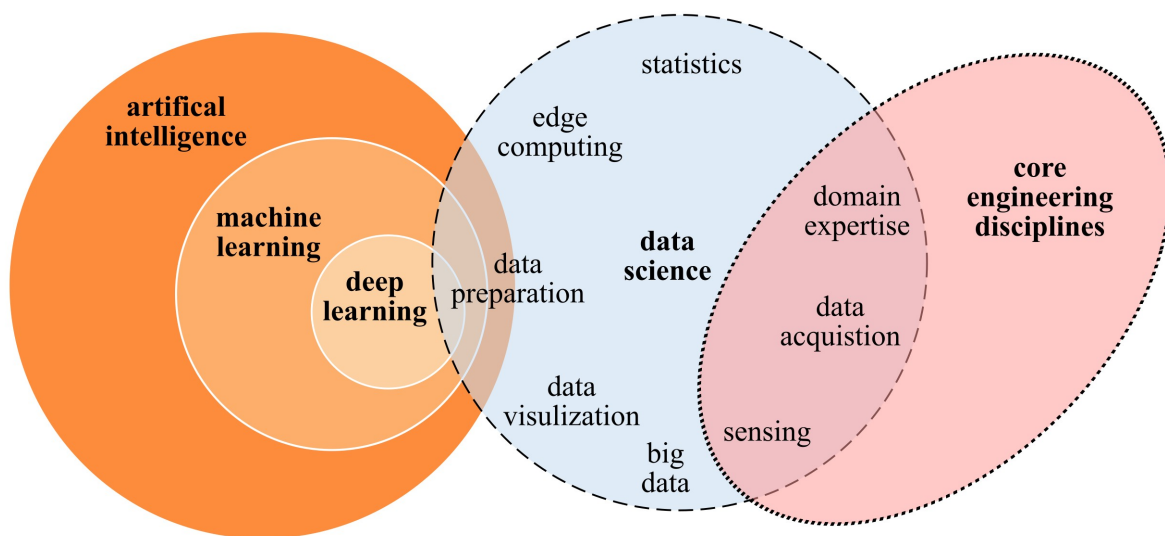 artifical
intelligence
machine
learning
deep
learning
data
preparation
statistics
edge
computing
data
science
data
visulization
big
data
domain
expertise
data
acquistion
sensing
core
engineering
disciplines